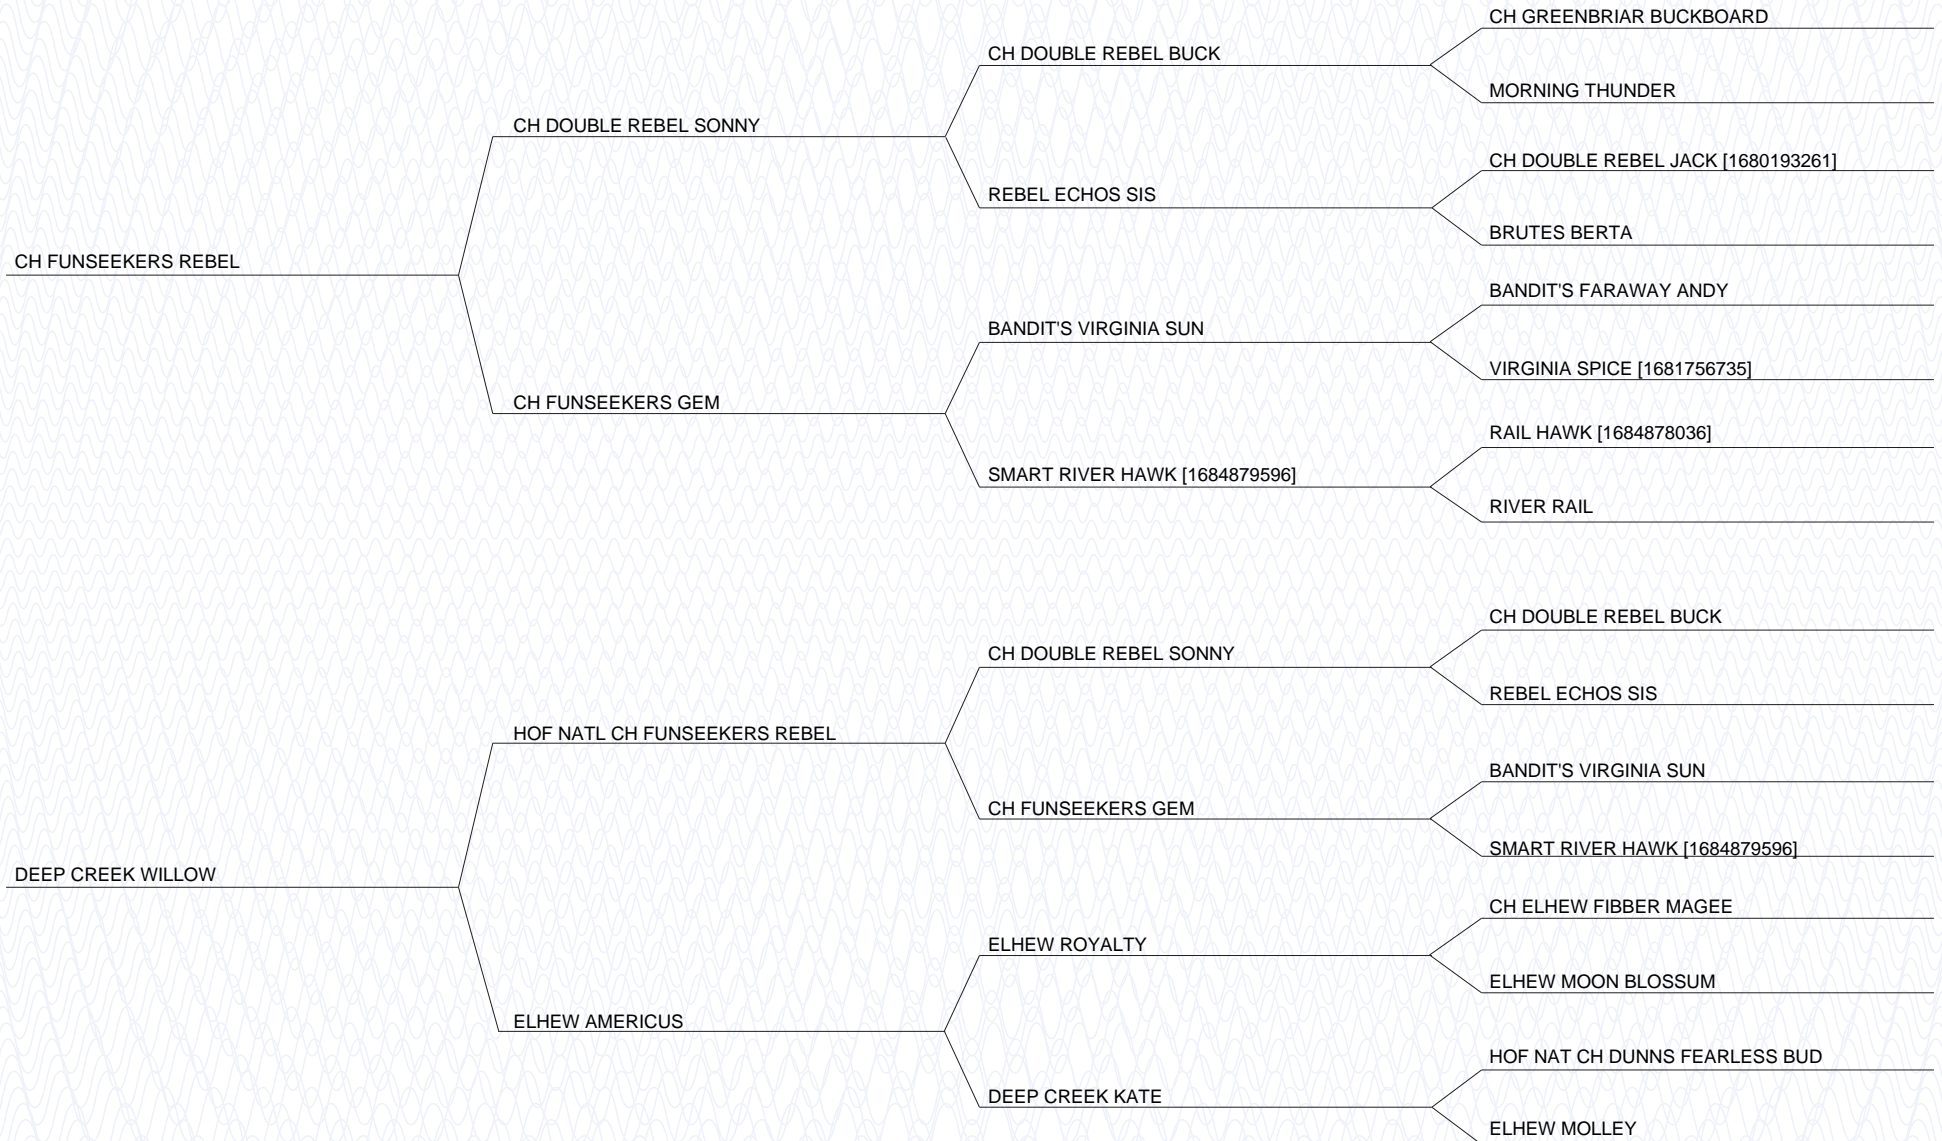 CH GREENBRIAR BUCKBOARD
CH DOUBLE REBEL BUCK
MORNING THUNDER
CH DOUBLE REBEL SONNY
CH DOUBLE REBEL JACK [1680193261]
REBEL ECHOS SIS
BRUTES BERTA
CH FUNSEEKERS REBEL
BANDIT'S FARAWAY ANDY
BANDIT'S VIRGINIA SUN
VIRGINIA SPICE [1681756735]
CH FUNSEEKERS GEM
RAIL HAWK [1684878036]
SMART RIVER HAWK [1684879596]
RIVER RAIL
CH DOUBLE REBEL BUCK
CH DOUBLE REBEL SONNY
REBEL ECHOS SIS
HOF NATL CH FUNSEEKERS REBEL
BANDIT'S VIRGINIA SUN
CH FUNSEEKERS GEM
SMART RIVER HAWK [1684879596]
DEEP CREEK WILLOW
CH ELHEW FIBBER MAGEE
ELHEW ROYALTY
ELHEW MOON BLOSSUM
ELHEW AMERICUS
HOF NAT CH DUNNS FEARLESS BUD
DEEP CREEK KATE
ELHEW MOLLEY